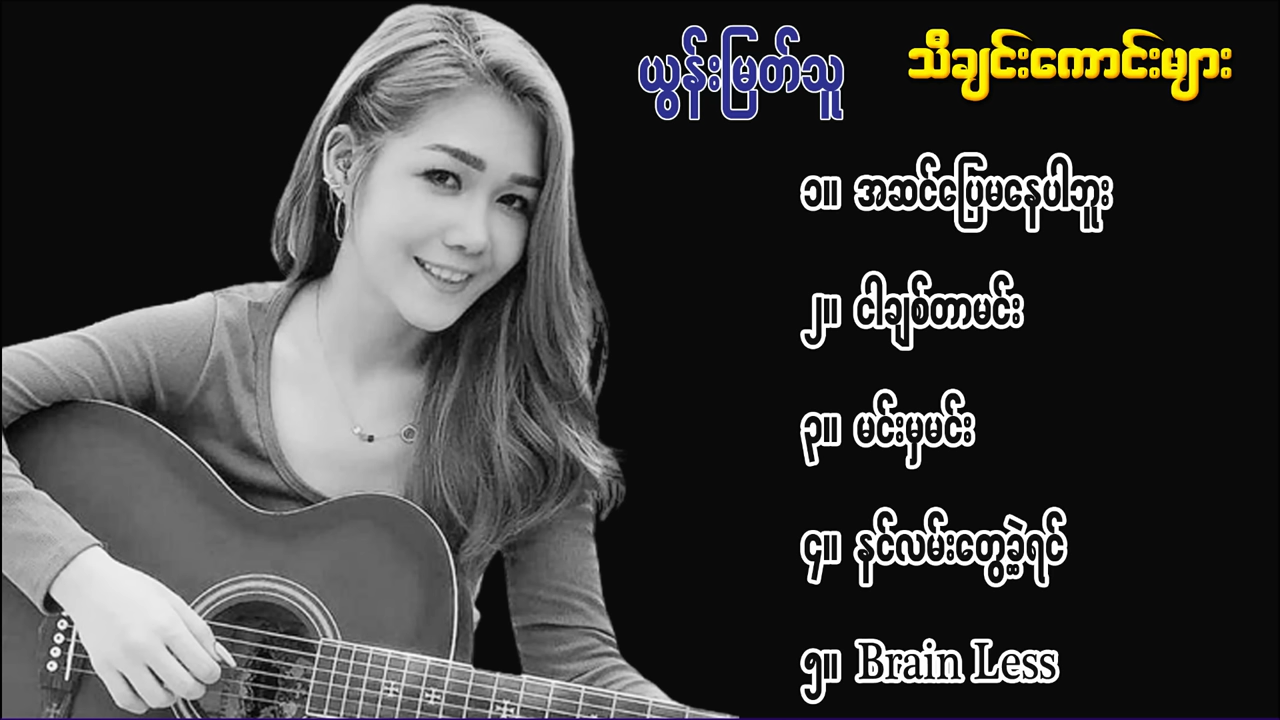 ယွန်းမြတ်သူ သီချင်းကောင်းများ
၁။ အဆင်ပြေမနေပါဘူး
၂။ ငါချစ်တာမင်း
၃။ မင်းမှမင်း
၄။ နင်လမ်းတွေ့ခဲ့ရင်
၅။ Brain Less